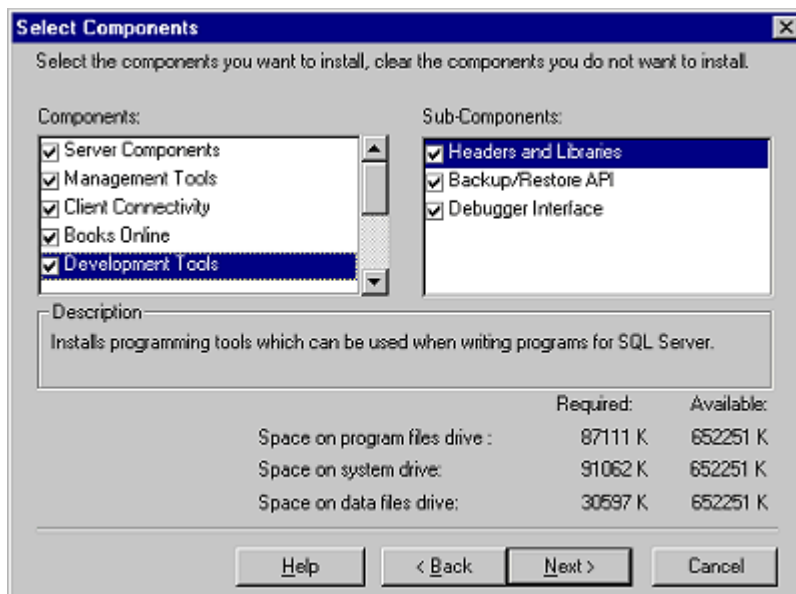 Select Components
Select the components you want to install, clear the components you do not want to install.
Components:
Sub-Components:
Server Components
Management Tools
Client Connectivity
Books Online
Development Tools
Headers and Libraries
Backup/Restore API
Debugger Interface
Description
Installs programming tools which can be used when writing programs for SQL Server.
Required: Available:
Space on program files drive : 87111 K 652251 K
Space on system drive: 91062 K 652251 K
Space on data files drive: 30597 K 652251 K
Help < Back Next > Cancel